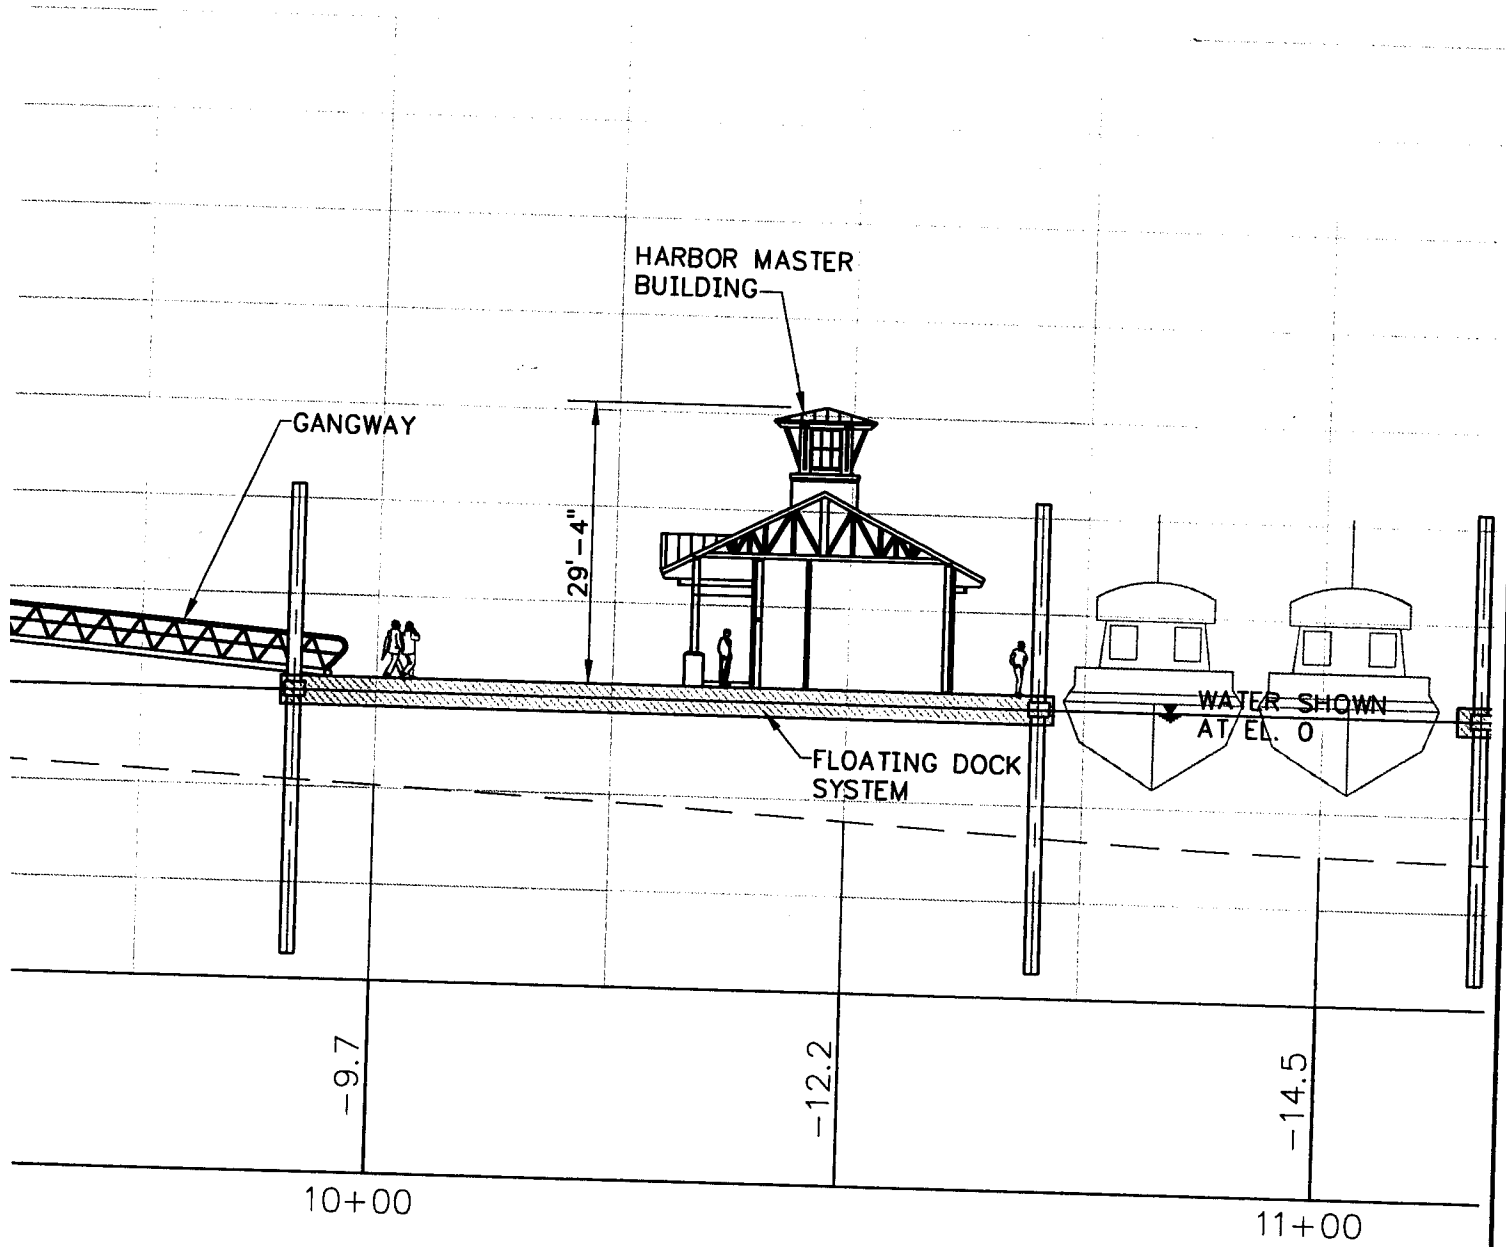 HARBOR MASTER
BUILDING
GANGWAY
29'-4"
WATER SHOWN
AT EL. 0
FLOATING DOCK
SYSTEM
-9.7
-12.2
-14.5
10+00
11+00